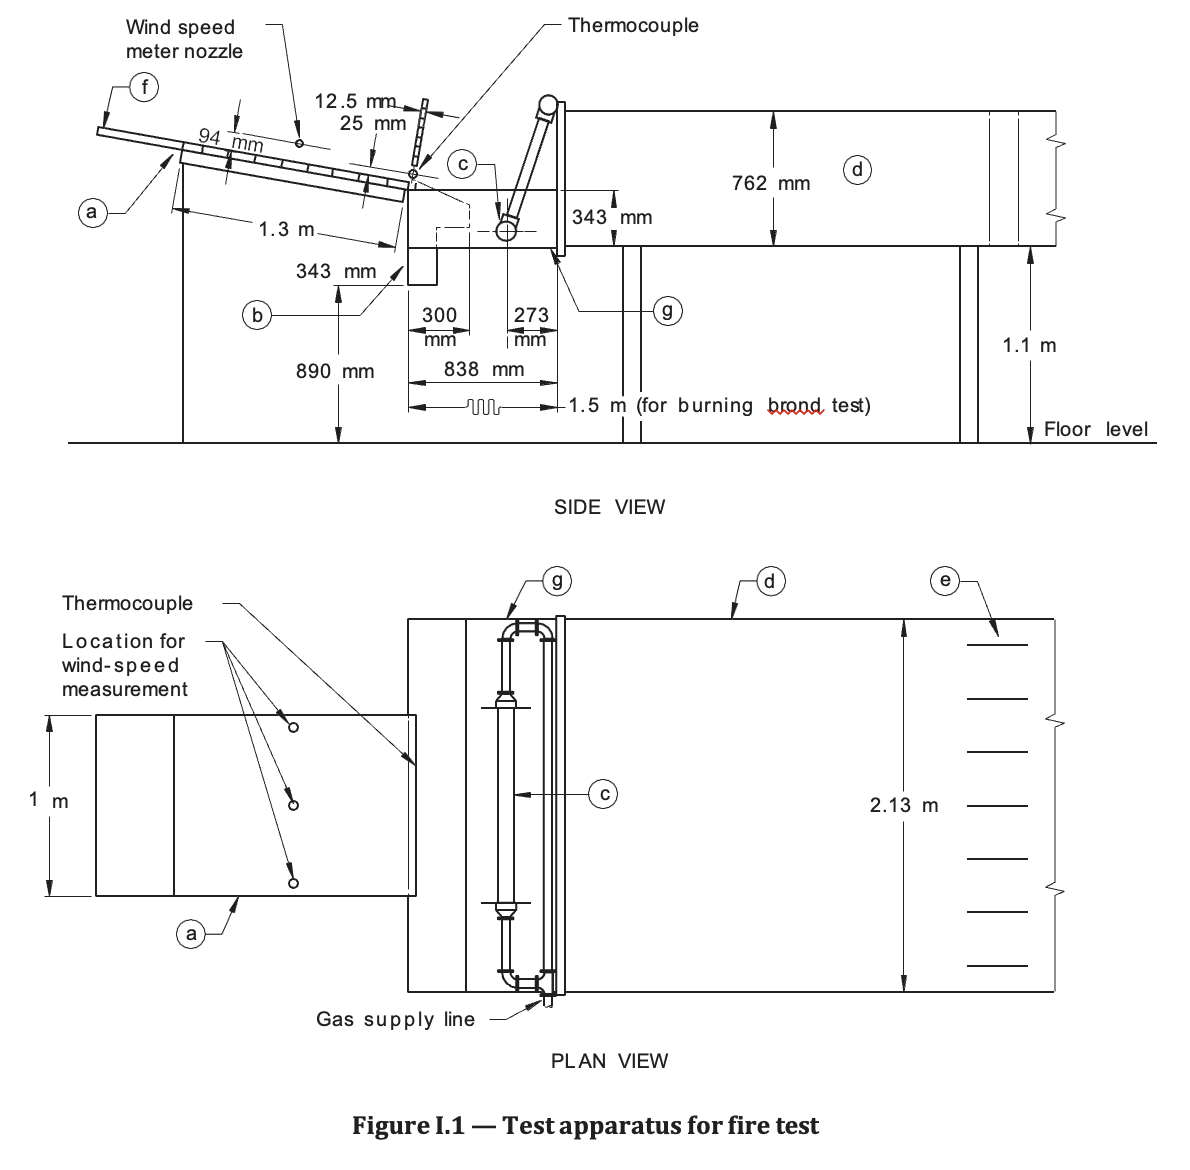 Wind speed
meter nozzle
Thermocouple
f
12.5 mm
25 mm
94 mm
c
d
762 mm
a
343 mm
1.3 m
343 mm
b
300
mm
273
mm
g
1.1 m
890 mm
838 mm
1.5 m (for burning brond test)
Floor level
SIDE VIEW
g
d
e
Thermocouple
Location for
wind-speed
measurement
1 m
c
2.13 m
a
Gas supply line
PLAN VIEW
Figure I.1 — Test apparatus for fire test